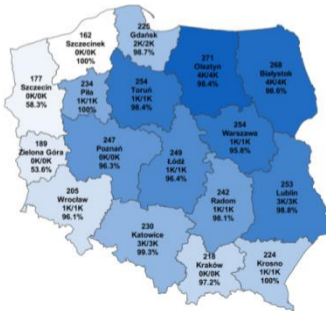 162
Szczecinek
0K/0K
100%
226
Gdańsk
2K/2K
98.7%
371
Olsztyn
4K/4K
98.4%
268
Białystok
4K/4K
98.6%
177
Szczecin
0K/0K
58.3%
234
Piła
1K/1K
100%
254
Toruń
1K/1K
98.4%
254
Warszawa
1K/1K
95.8%
189
Zielona Góra
0K/0K
53.6%
247
Poznań
0K/0K
96.3%
249
Łódź
1K/1K
96.4%
242
Radom
1K/1K
98.1%
253
Lublin
3K/3K
98.8%
205
Wrocław
1K/1K
96.1%
230
Katowice
3K/3K
99.3%
218
Kraków
0K/0K
97.2%
224
Krosno
1K/1K
100%